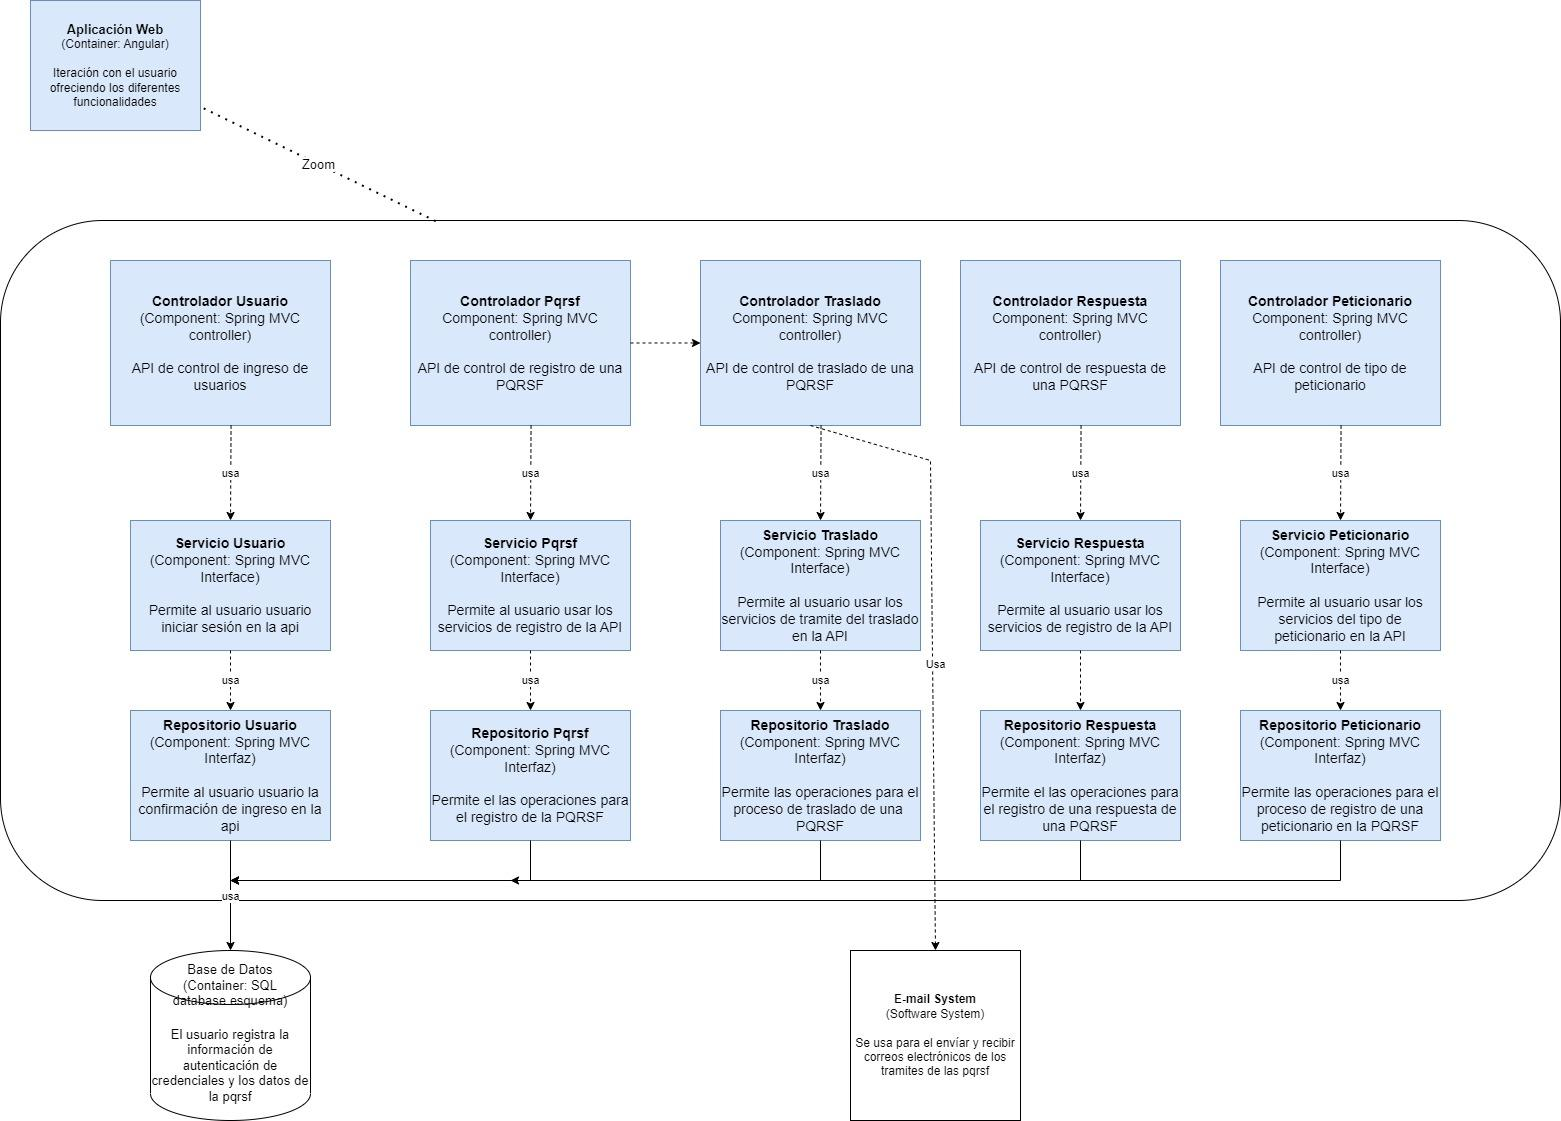 Aplicación Web
(Container: Angular)
Iteración con el usuario
ofreciendo los diferentes
funcionalidades
Zoom
Controlador Usuario
(Component: Spring MVC
controller)
API de control de ingreso de
usuarios
Controlador Pqrsf
Component: Spring MVC
controller)
API de control de registro de una
PQRSF
Controlador Traslado
Component: Spring MVC
controller)
API de control de traslado de una
PQRSF
Controlador Respuesta
Component: Spring MVC
controller)
API de control de respuesta de
una PQRSF
Controlador Peticionario
Component: Spring MVC
controller)
API de control de tipo de
peticionario
usa
usa
usa
usa
usa
Servicio Usuario
(Component: Spring MVC
Interface)
Permite al usuario usuario
iniciar sesión en la api
Servicio Pqrsf
(Component: Spring MVC
Interface)
Permite al usuario usar los
servicios de registro de la API
Servicio Traslado
(Component: Spring MVC
Interface)
Permite al usuario usar los
servicios de tramite del traslado
en la API
Servicio Respuesta
(Component: Spring MVC
Interface)
Permite al usuario usar los
servicios de registro de la API
Servicio Peticionario
(Component: Spring MVC
Interface)
Permite al usuario usar los
servicios del tipo de
peticionario en la API
Usa
usa
usa
usa
usa
Repositorio Usuario
(Component: Spring MVC
Interfaz)
Permite al usuario usuario la
confirmación de ingreso en la
api
Repositorio Pqrsf
(Component: Spring MVC
Interfaz)
Permite el las operaciones para
el registro de la PQRSF
Repositorio Traslado
(Component: Spring MVC
Interfaz)
Permite las operaciones para el
proceso de traslado de una
PQRSF
Repositorio Respuesta
(Component: Spring MVC
Interfaz)
Permite el las operaciones para
el registro de una respuesta de
una PQRSF
Repositorio Peticionario
(Component: Spring MVC
Interfaz)
Permite las operaciones para el
proceso de registro de una
peticionario en la PQRSF
usa
Base de Datos
(Container: SQL
database esquema)
El usuario registra la
información de
autenticación de
credenciales y los datos de
la pqrsf
E-mail System
(Software System)
Se usa para el envíar y recibir
correos electrónicos de los
tramites de las pqrsf